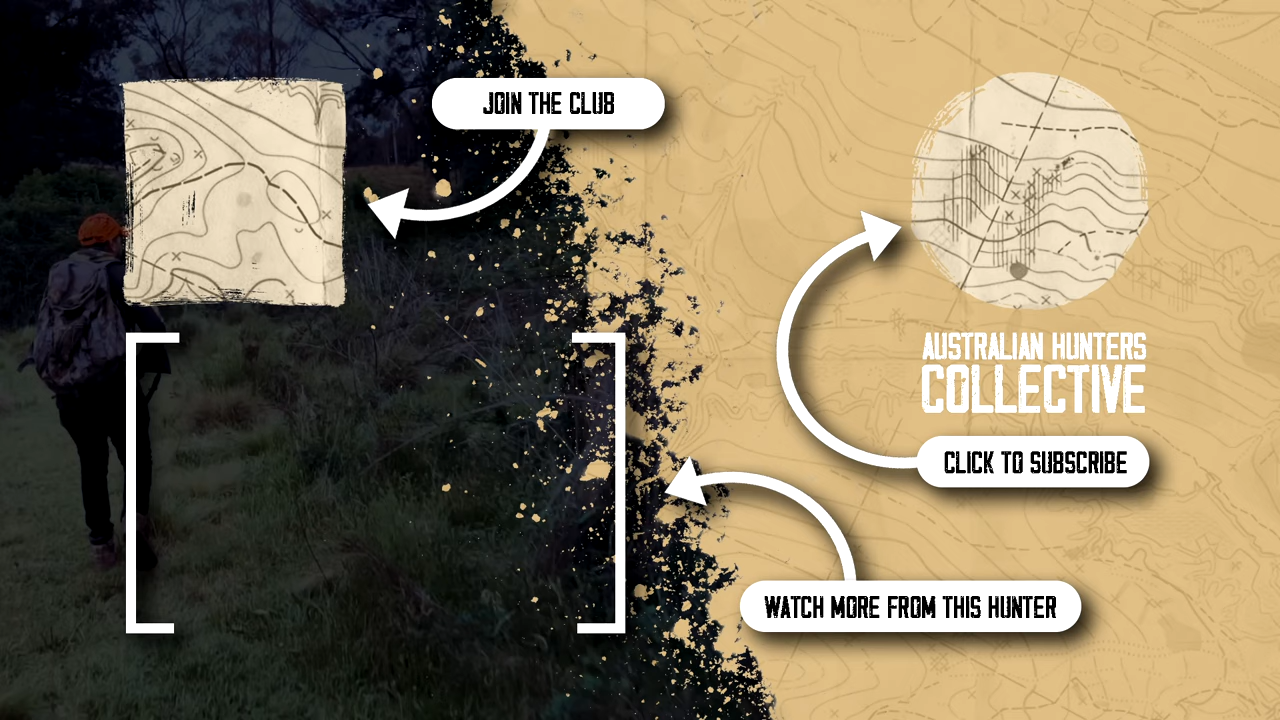 JOIN THE CLUB
AUSTRALIAN HUNTERS
COLLECTIVE
CLICK TO SUBSCRIBE
WATCH MORE FROM THIS HUNTER